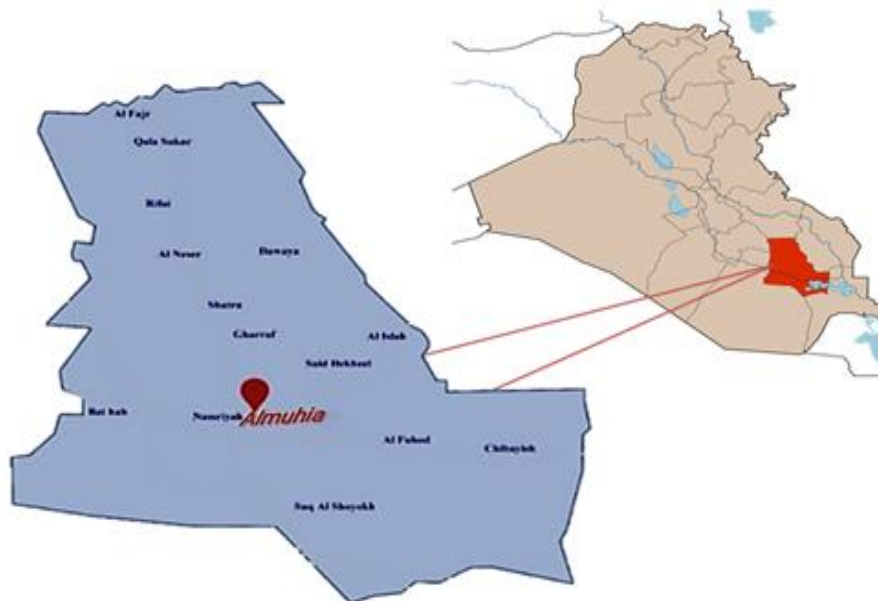 Al Fajr
Qala Sukar
Rifai
Al Naser
Dawaya
Shatra
Gharraf
Al Islah
Said Dekheel
Bat hah
Nasriyah
Almuhia
Al Fuhod
Chibayish
Suq Al Shoyokh